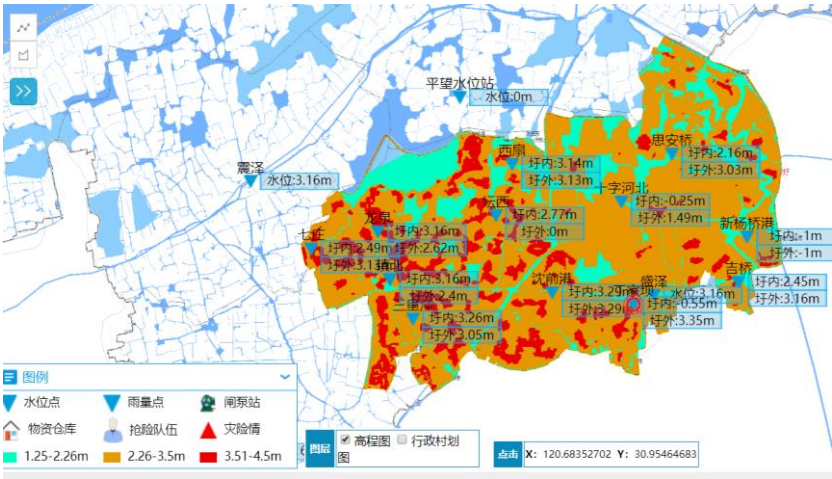 平望水位站
水位:0m
思安桥
圩内:2.16m
圩外:3.03m
西扇
圩内:3.14m
圩外:3.13m
震泽
水位:3.16m
十字河北
圩内:-0.25m
圩外:1.49m
坛西
圩内:2.77m
圩外:0m
新杨桥港
圩内:-1m
圩外:-1m
龙泉
圩内:3.16m
圩外:2.62m
七庄
圩内:2.49m
圩外:3.13m
圩内:3.16m
圩外:2.4m
沈前港
圩内:3.29m
圩外:3.29m
盛泽
水位:3.16m
圩内:-0.55m
圩外:3.35m
吉桥
圩内:2.45m
圩外:3.16m
圩内:3.26m
圩外:3.05m
图例
水位点 雨量点 闸泵站
物资仓库 抢险队伍 灾险情
1.25-2.26m 2.26-3.5m 3.51-4.5m
图层
高程图 行政村划
图
点击 X: 120.68352702 Y: 30.95464683